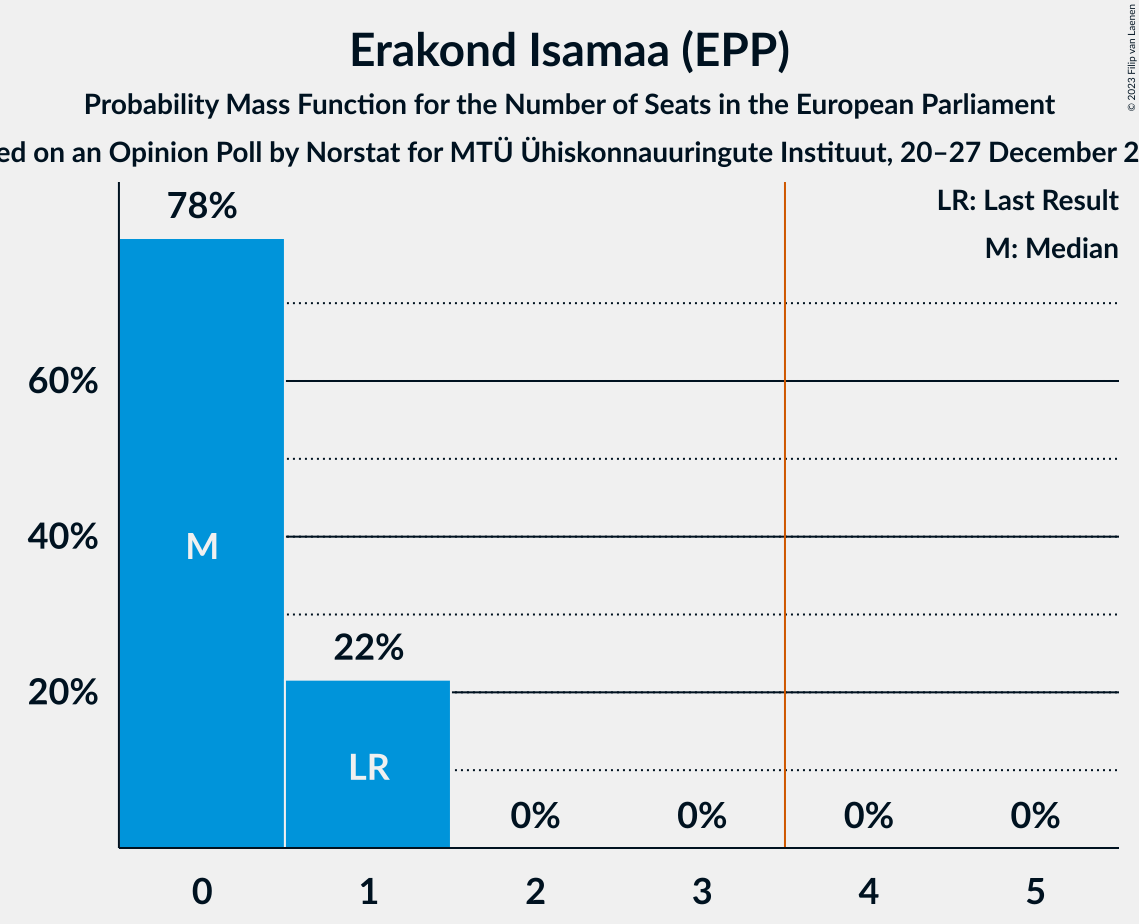 Erakond Isamaa (EPP)
Probability Mass Function for the Number of Seats in the European Parliament
ed on an Opinion Poll by Norstat for MTÜ Ühiskonnauuringute Instituut, 20–27 December 2
© 2023 Filip van Laenen
LR: Last Result
M: Median
78%
60%
M
40%
22%
20%
LR
0% 0% 0% 0%
0 1 2 3 4 5